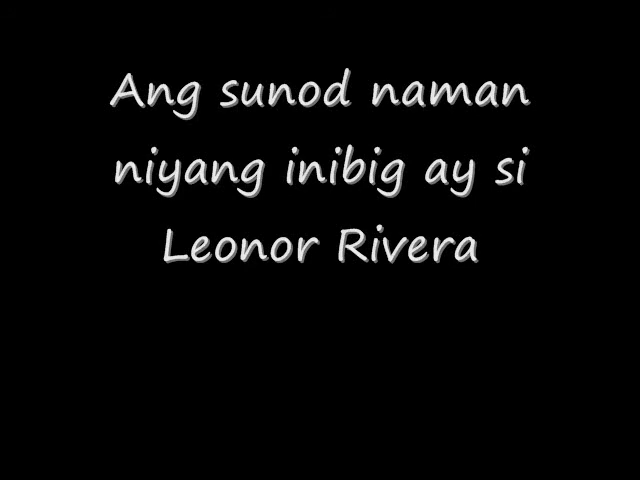 Ang sunod naman
niyang inibig ay si
Leonor Rivera